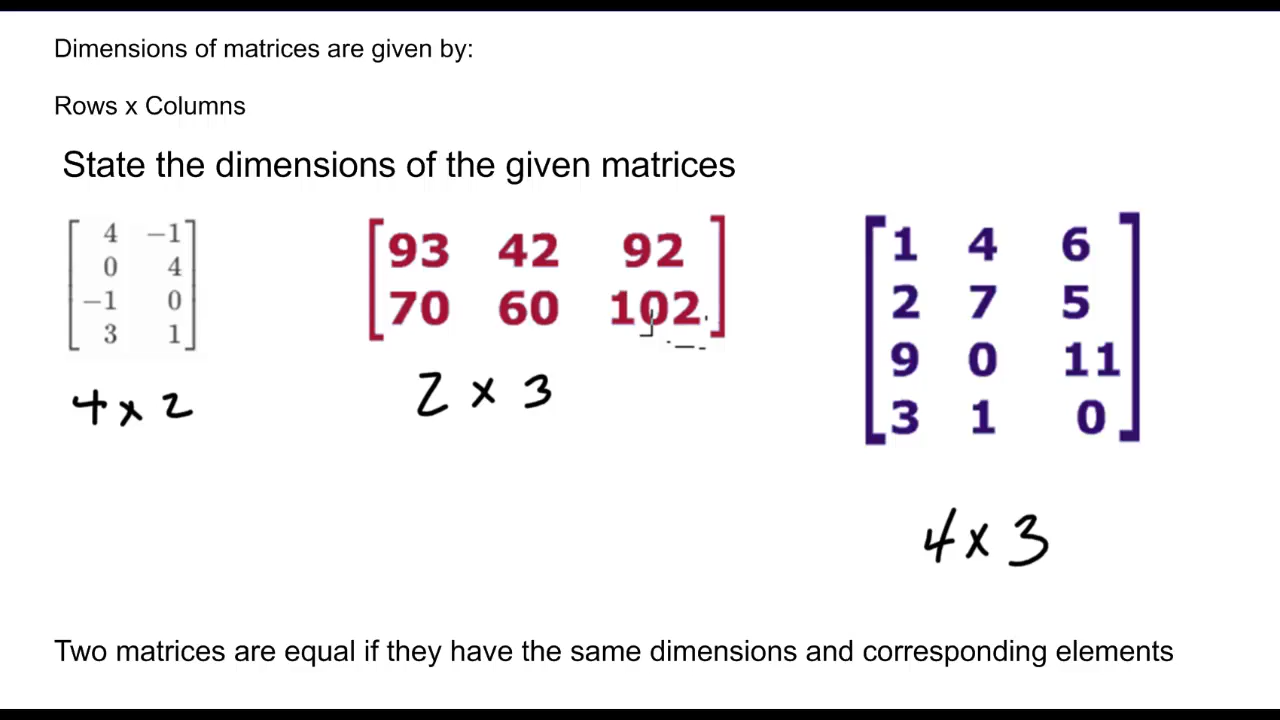 Dimensions of matrices are given by:
Rows x Columns
State the dimensions of the given matrices
4 −1
0 4
−1 0
3 1
4 x 2
93 42 92
70 60 102
2 x 3
1 4 6
2 7 5
9 0 11
3 1 0
4 x 3
Two matrices are equal if they have the same dimensions and corresponding elements